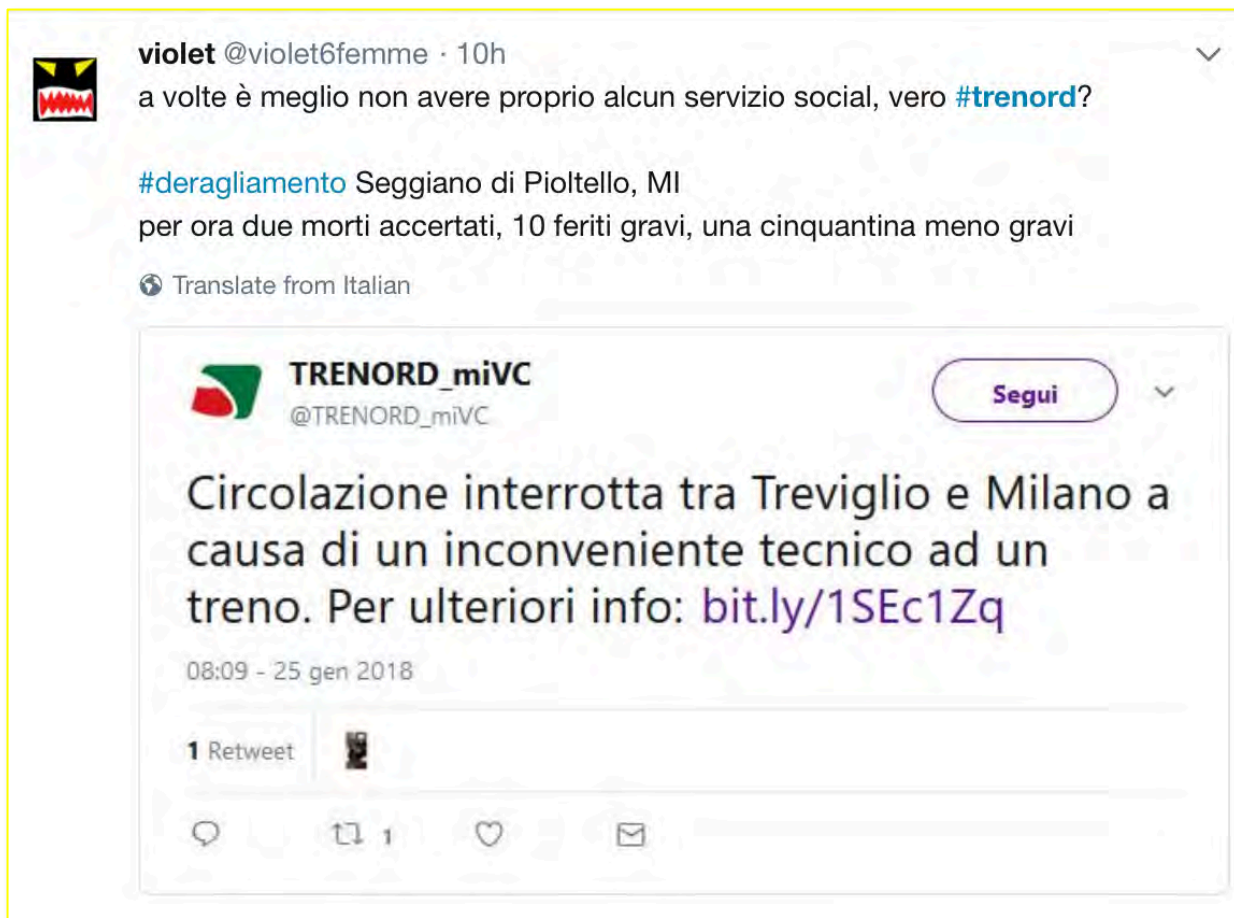 violet @violet6femme · 10h
a volte è meglio non avere proprio alcun servizio social, vero #trenord?
#deragliamento Seggiano di Pioltello, MI
per ora due morti accertati, 10 feriti gravi, una cinquantina meno gravi
Translate from Italian
TRENORD_miVC
@TRENORD_miVC
Segui
Circolazione interrotta tra Treviglio e Milano a
causa di un inconveniente tecnico ad un
treno. Per ulteriori info: bit.ly/1SEc1Zq
08:09 - 25 gen 2018
1 Retweet
1